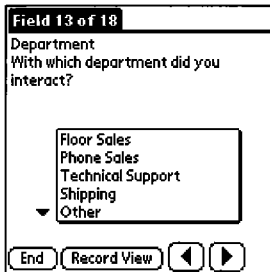 Field 13 of 18
Department
With which department did you
interact?
Floor Sales
Phone Sales
Technical Support
Shipping
Other
End Record View